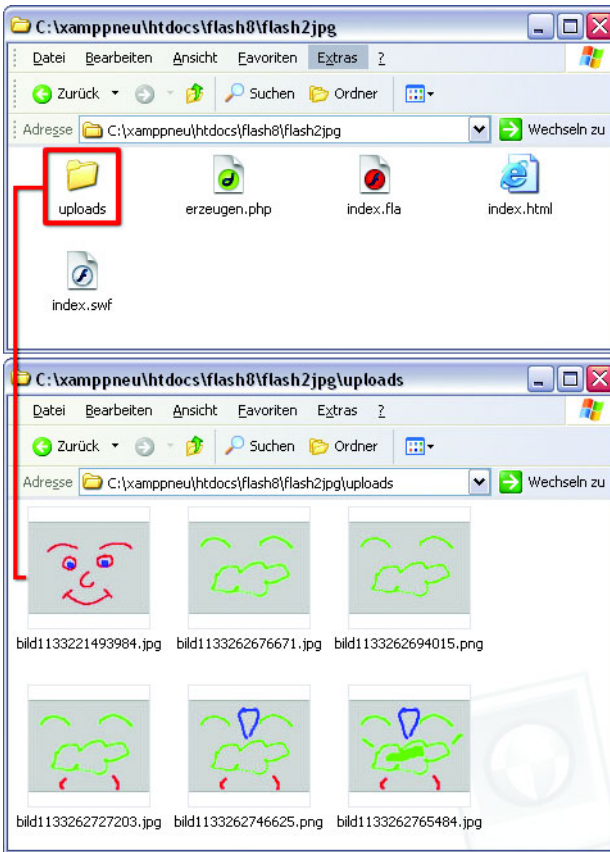 C:\xamppneu\htdocs\flash8\flash2jpg
Datei Bearbeiten Ansicht Favoriten Extras ?
Zurück Suchen Ordner
Adresse C:\xamppneu\htdocs\flash8\flash2jpg Wechseln zu
uploads erzeugen.php index.fla index.html
index.swf
C:\xamppneu\htdocs\flash8\flash2jpg\uploads
Datei Bearbeiten Ansicht Favoriten Extras ?
Zurück Suchen Ordner
Adresse C:\xamppneu\htdocs\flash8\flash2jpg\uploads Wechseln zu
bild1133221493984.jpg bild1133262676671.jpg bild1133262694015.png
bild1133262727203.jpg bild1133262746625.png bild1133262765484.jpg